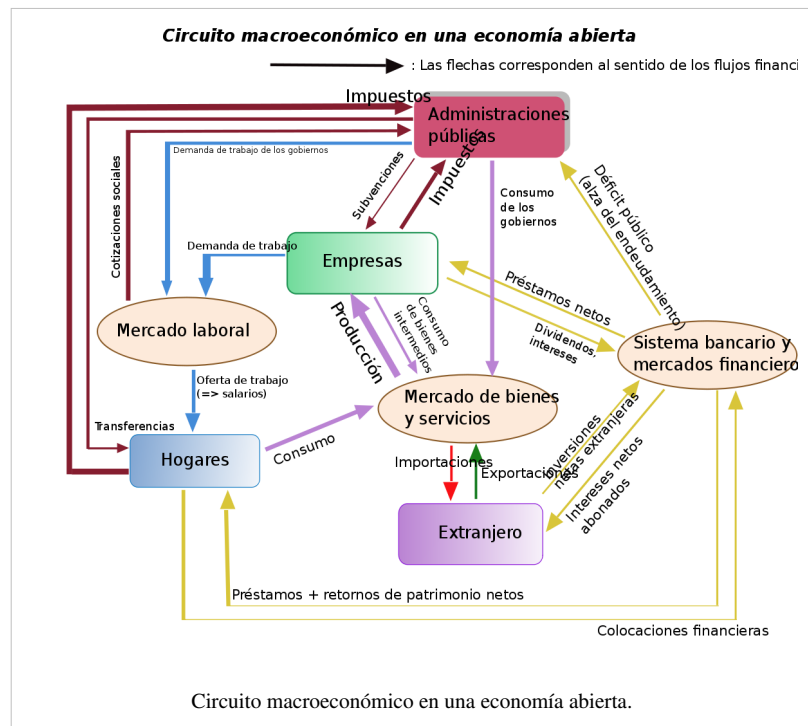 Circuito macroeconómico en una economía abierta
: Las flechas corresponden al sentido de los flujos financi
Impuestos
Administraciones
públicas
Demanda de trabajo de los gobiernos
Cotizaciones sociales
Subvenciones
Impuestos
Consumo
de los
gobiernos
Déficit público
(alza del endeudamiento)
Demanda de trabajo
Empresas
Préstamos netos
Dividendos,
intereses
Mercado laboral
Producción
Consumo
de bienes
intermedios
Sistema bancario y
mercados financiero
Oferta de trabajo
(=> salarios)
Mercado de bienes
y servicios
Transferencias
Hogares
Consumo
Importaciones
Exportaciones
Inversiones
netas extranjeras
Intereses netos
abonados
Extranjero
Préstamos + retornos de patrimonio netos
Colocaciones financieras
Circuito macroeconómico en una economía abierta.